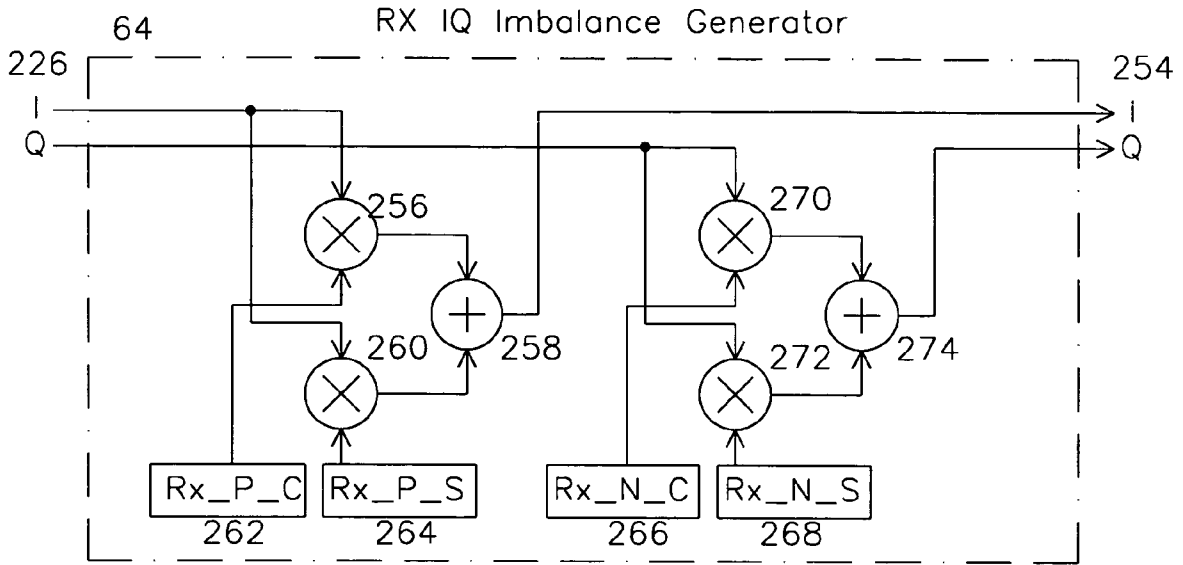 64
RX IQ Imbalance Generator
226
254
I
I
Q
Q
256
270
260
258
272
274
Rx_P_C
Rx_P_S
Rx_N_C
Rx_N_S
262
264
266
268